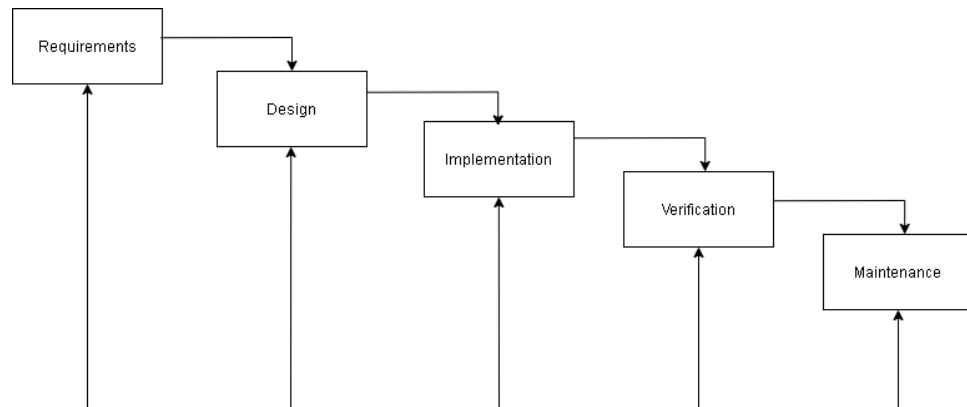 Requirements
Design
Implementation
Verification
Maintenance